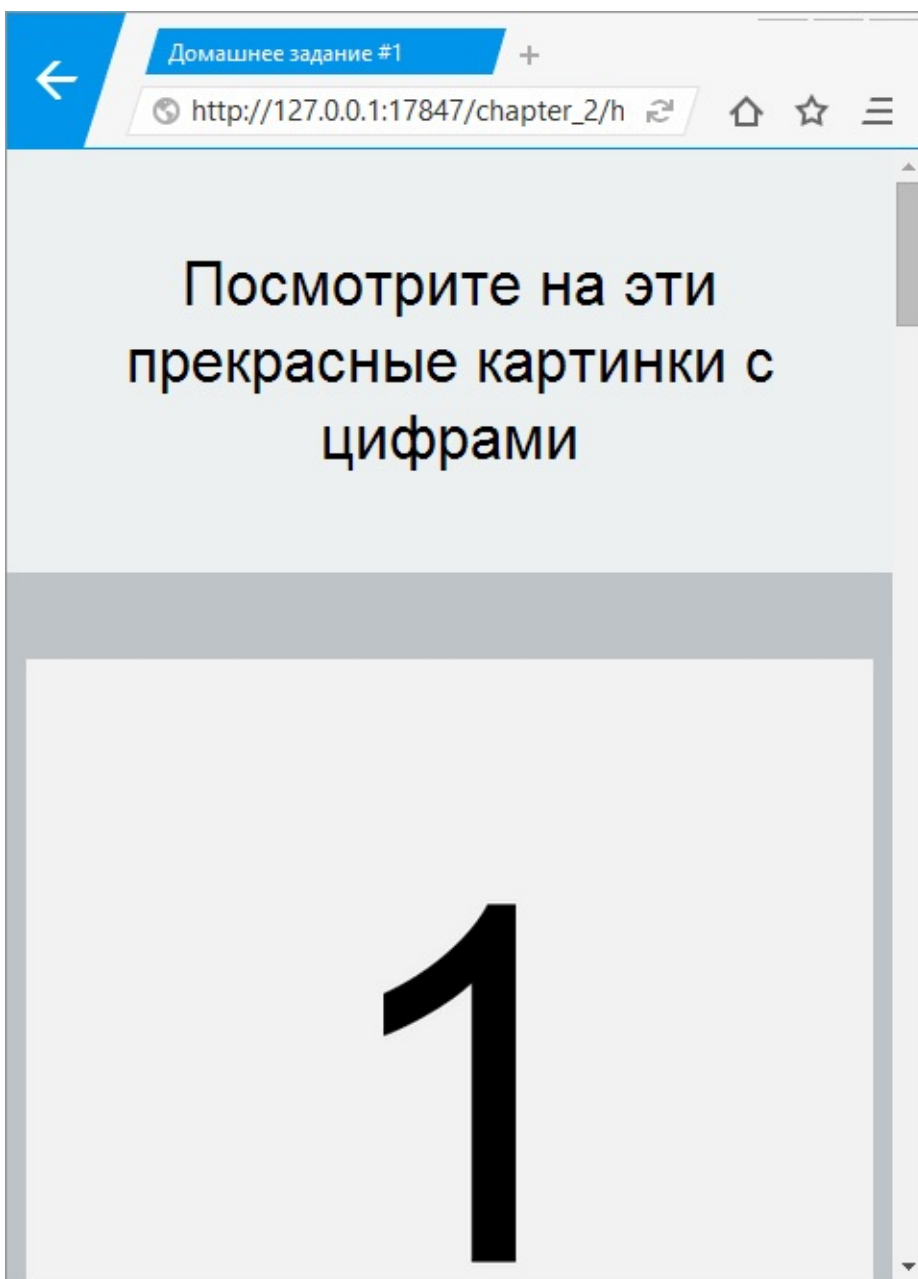 Домашнее задание #1
http://127.0.0.1:17847/chapter_2/h
Посмотрите на эти
прекрасные картинки с
цифрами
1